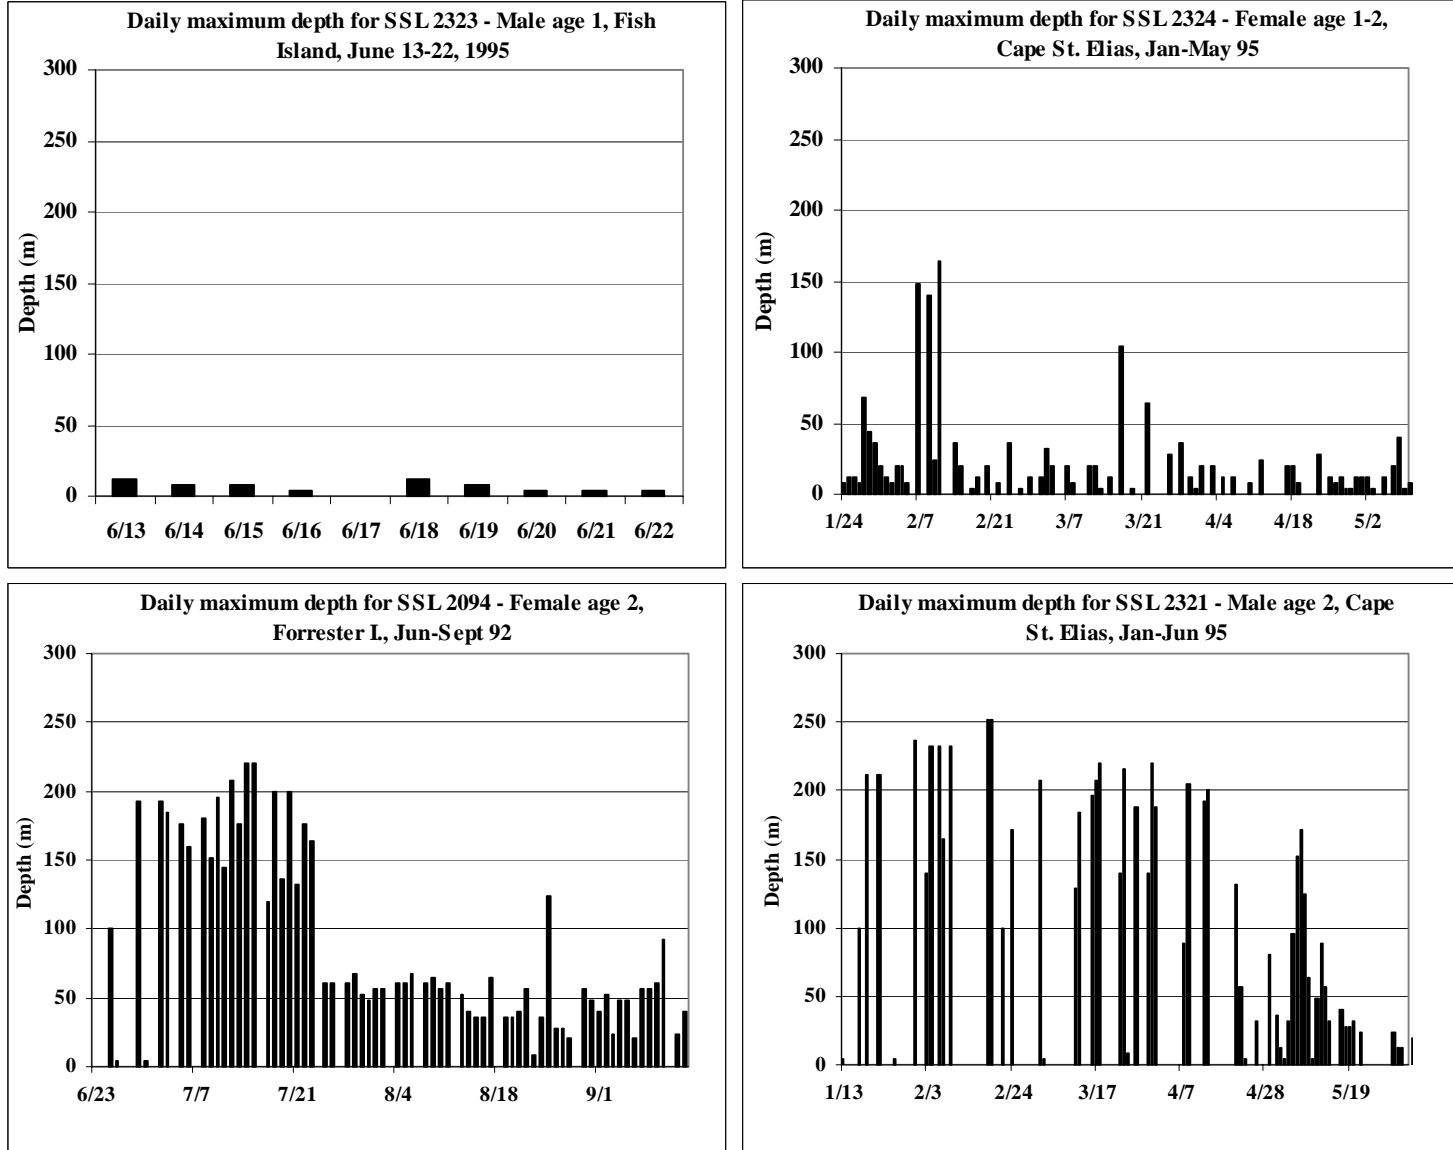 Daily maximum depth for SSL 2323 - Male age 1, Fish
Island, June 13-22, 1995
300
250
200
150
100
50
0
Depth (m)
6/13 6/14 6/15 6/16 6/17 6/18 6/19 6/20 6/21 6/22
Daily maximum depth for SSL 2324 - Female age 1-2,
Cape St. Elias, Jan-May 95
300
250
200
150
100
50
0
Depth (m)
1/24 2/7 2/21 3/7 3/21 4/4 4/18 5/2
Daily maximum depth for SSL 2094 - Female age 2,
Forrester I., Jun-Sept 92
300
250
200
150
100
50
0
Depth (m)
6/23 7/7 7/21 8/4 8/18 9/1
Daily maximum depth for SSL 2321 - Male age 2, Cape
St. Elias, Jan-Jun 95
300
250
200
150
100
50
0
Depth (m)
1/13 2/3 2/24 3/17 4/7 4/28 5/19